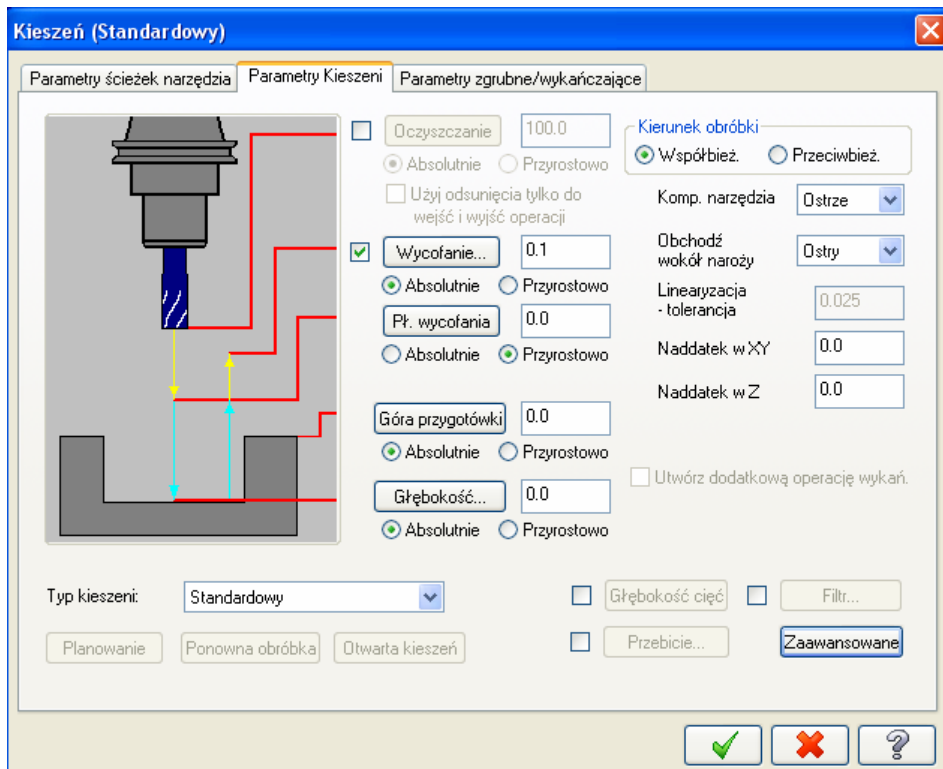 Kieszeń (Standardowy)
Parametry ścieżek narzędzia
Parametry Kieszeni
Parametry zgrubne/wykańczające
Oczyszczanie
100.0
Absolutnie
Przyrostowo
Użyj odsunięcia tylko do
wejść i wyjść operacji
Wycofanie...
0.1
Absolutnie
Przyrostowo
Pł. wycofania
0.0
Absolutnie
Przyrostowo
Góra przygotówki
0.0
Absolutnie
Przyrostowo
Głębokość...
0.0
Absolutnie
Przyrostowo
Kierunek obróbki
Współbież.
Przeciwbież.
Komp. narzędzia
Ostrze
Obchodź
wokół naroży
Ostry
Linearyzacja
- tolerancja
0.025
Naddatek w XY
0.0
Naddatek w Z
0.0
Utwórz dodatkową operację wykań.
Typ kieszeni:
Standardowy
Głębokość cięć
Filtr...
Planowanie
Ponowna obróbka
Otwarta kieszeń
Przebicie...
Zaawansowane